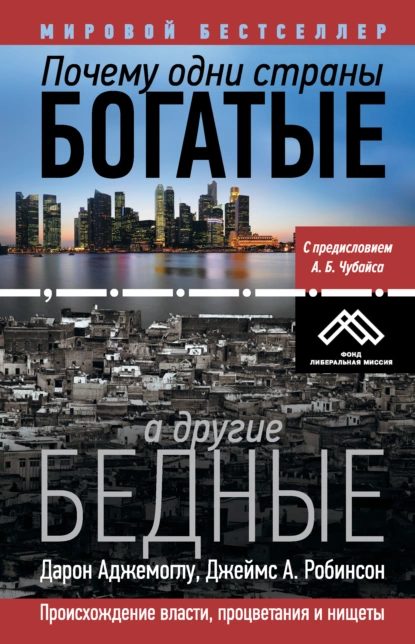 МИРОВОЙ БЕСТСЕЛЛЕР
Почему одни страны
БОГАТЫЕ
С предисловием
А. Б. Чубайса
,
ФОНД
ЛИБЕРАЛЬНАЯ МИССИЯ
а другие
БЕДНЫЕ
Дарон Аджемоглу, Джеймс А. Робинсон
Происхождение власти, процветания и нищеты